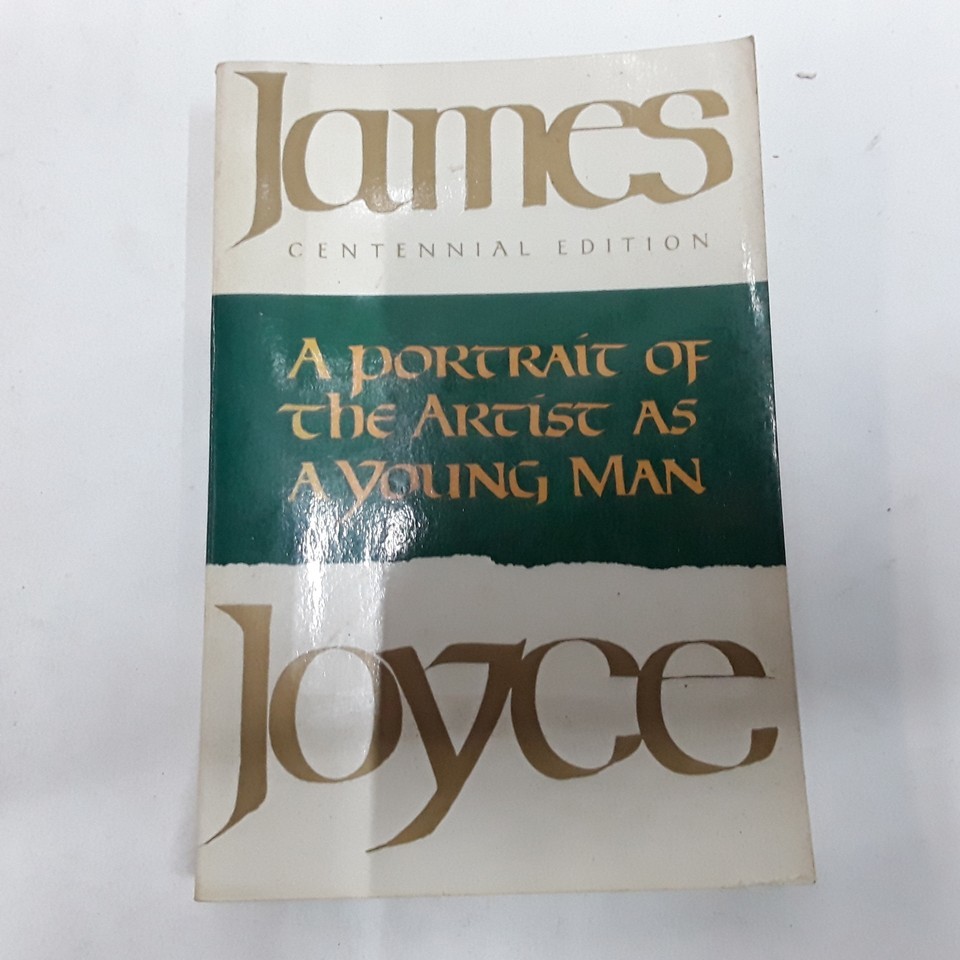 James
CENTENNIAL EDITION
A PORTRAIT OF
the Artist AS
A Young MAN
Joyce